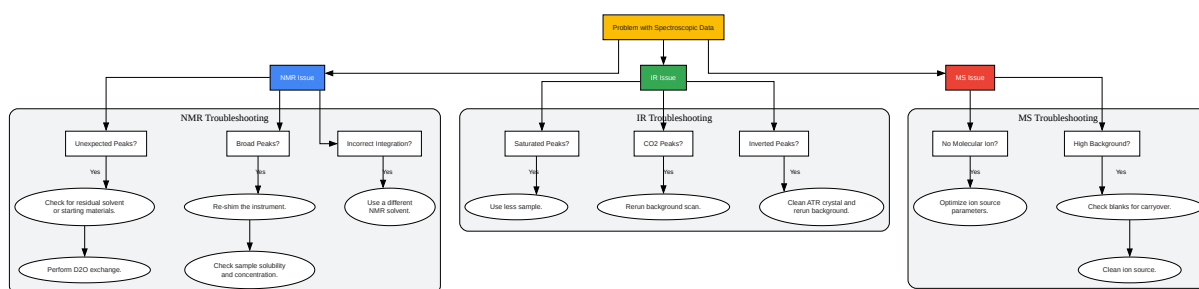 Problem with Spectroscopic Data
NMR Issue
IR Issue
MS Issue
NMR Troubleshooting
Unexpected Peaks?
Broad Peaks?
Incorrect Integration?
Yes
Yes
Yes
Check for residual solvent
or starting materials.
Re-shim the instrument.
Use a different
NMR solvent.
Perform D2O exchange.
Check sample solubility
and concentration.
IR Troubleshooting
Saturated Peaks?
CO2 Peaks?
Inverted Peaks?
Yes
Yes
Yes
Use less sample.
Rerun background scan.
Clean ATR crystal and
rerun background.
MS Troubleshooting
No Molecular Ion?
High Background?
Yes
Yes
Optimize ion source
parameters.
Check blanks for carryover.
Clean ion source.